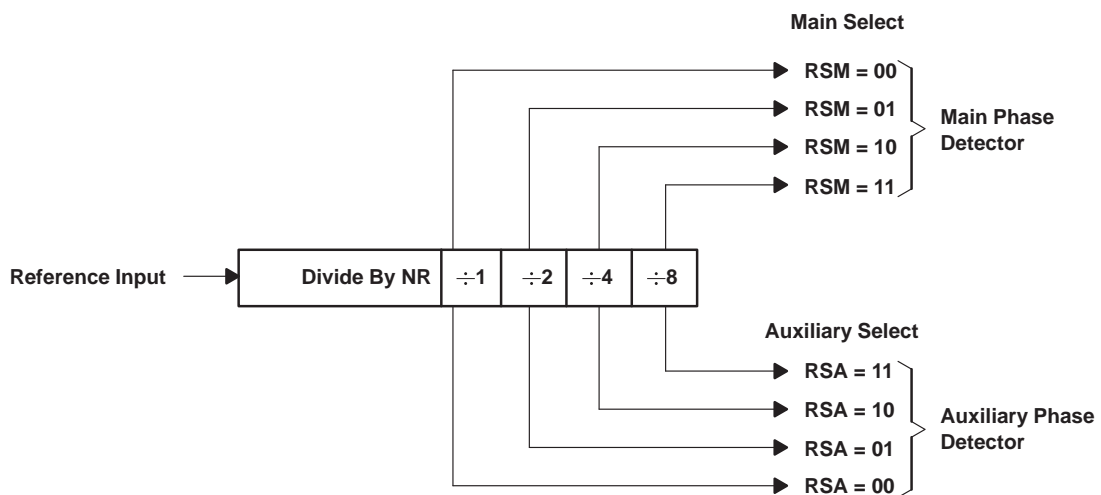 Main Select
RSM = 00
RSM = 01
RSM = 10
RSM = 11
Main Phase
Detector
Reference Input
Divide By NR
÷1
÷2
÷4
÷8
Auxiliary Select
RSA = 11
RSA = 10
RSA = 01
RSA = 00
Auxiliary Phase
Detector